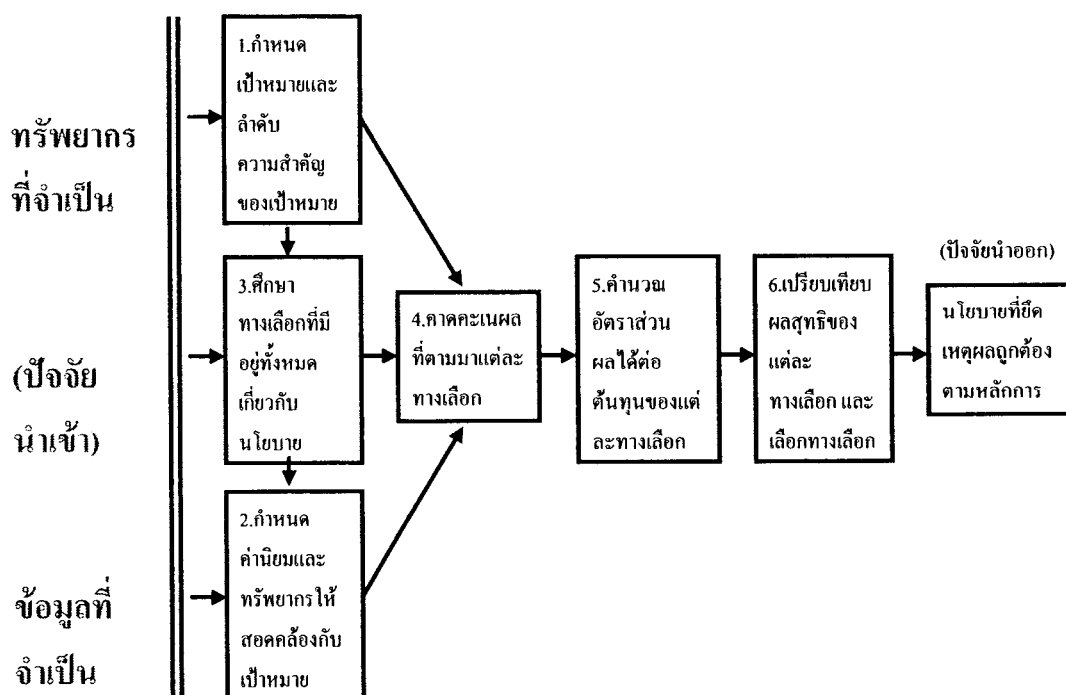 ทรัพยากร
ที่จำเป็น
(ปัจจัย
นำเข้า)
ข้อมูลที่
จำเป็น
1.กำหนด
เป้าหมายและ
ลำดับ
ความสำคัญ
ของเป้าหมาย
3.ศึกษา
ทางเลือกที่มี
อยู่ทั้งหมด
เกี่ยวกับ
นโยบาย
2.กำหนด
ค่านิยมและ
ทรัพยากรให้
สอดคล้องกับ
เป้าหมาย
4.คาดคะเนผล
ที่ตามมาแต่ละ
ทางเลือก
5.คำนวณ
อัตราส่วน
ผลได้ต่อ
ต้นทุนของแต่
ละทางเลือก
6.เปรียบเทียบ
ผลสุทธิของ
แต่ละ
ทางเลือก และ
เลือกทางเลือก
(ปัจจัยนำออก)
นโยบายที่ยึด
เหตุผลถูกต้อง
ตามหลักการ